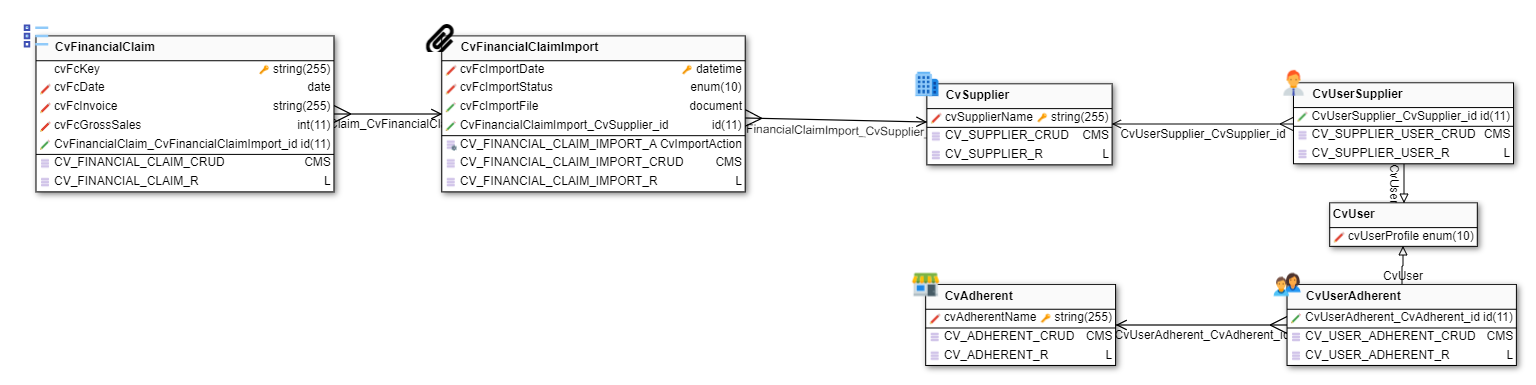 CvFinancialClaim
cvFcKey string(255)
cvFcDate date
cvFcInvoice string(255)
cvFcGrossSales int(11)
CvFinancialClaim_CvFinancialClaimImport_id id(11)
CV_FINANCIAL_CLAIM_CRUD CMS
CV_FINANCIAL_CLAIM_R L
CvFinancialClaimImport
cvFcImportDate datetime
cvFcImportStatus enum(10)
cvFcImportFile document
CvFinancialClaimImport_CvSupplier_id id(11)
CV_FINANCIAL_CLAIM_IMPORT_A CvImportAction
CV_FINANCIAL_CLAIM_IMPORT_CRUD CMS
CV_FINANCIAL_CLAIM_IMPORT_R L
FinancialClaimImport_CvSupplier_
CvSupplier
cvSupplierName string(255)
CV_SUPPLIER_CRUD CMS
CV_SUPPLIER_R L
CvUserSupplier_CvSupplier_id
CvUserSupplier
CvUserSupplier_CvSupplier_id id(11)
CV_SUPPLIER_USER_CRUD CMS
CV_SUPPLIER_USER_R L
CvUser
CvUser
cvUserProfile enum(10)
CvUser
CvAdherent
cvAdherentName string(255)
CV_ADHERENT_CRUD CMS
CV_ADHERENT_R L
CvUserAdherent_CvAdherent_id
CvUserAdherent
CvUserAdherent_CvAdherent_id id(11)
CV_USER_ADHERENT_CRUD CMS
CV_USER_ADHERENT_R L